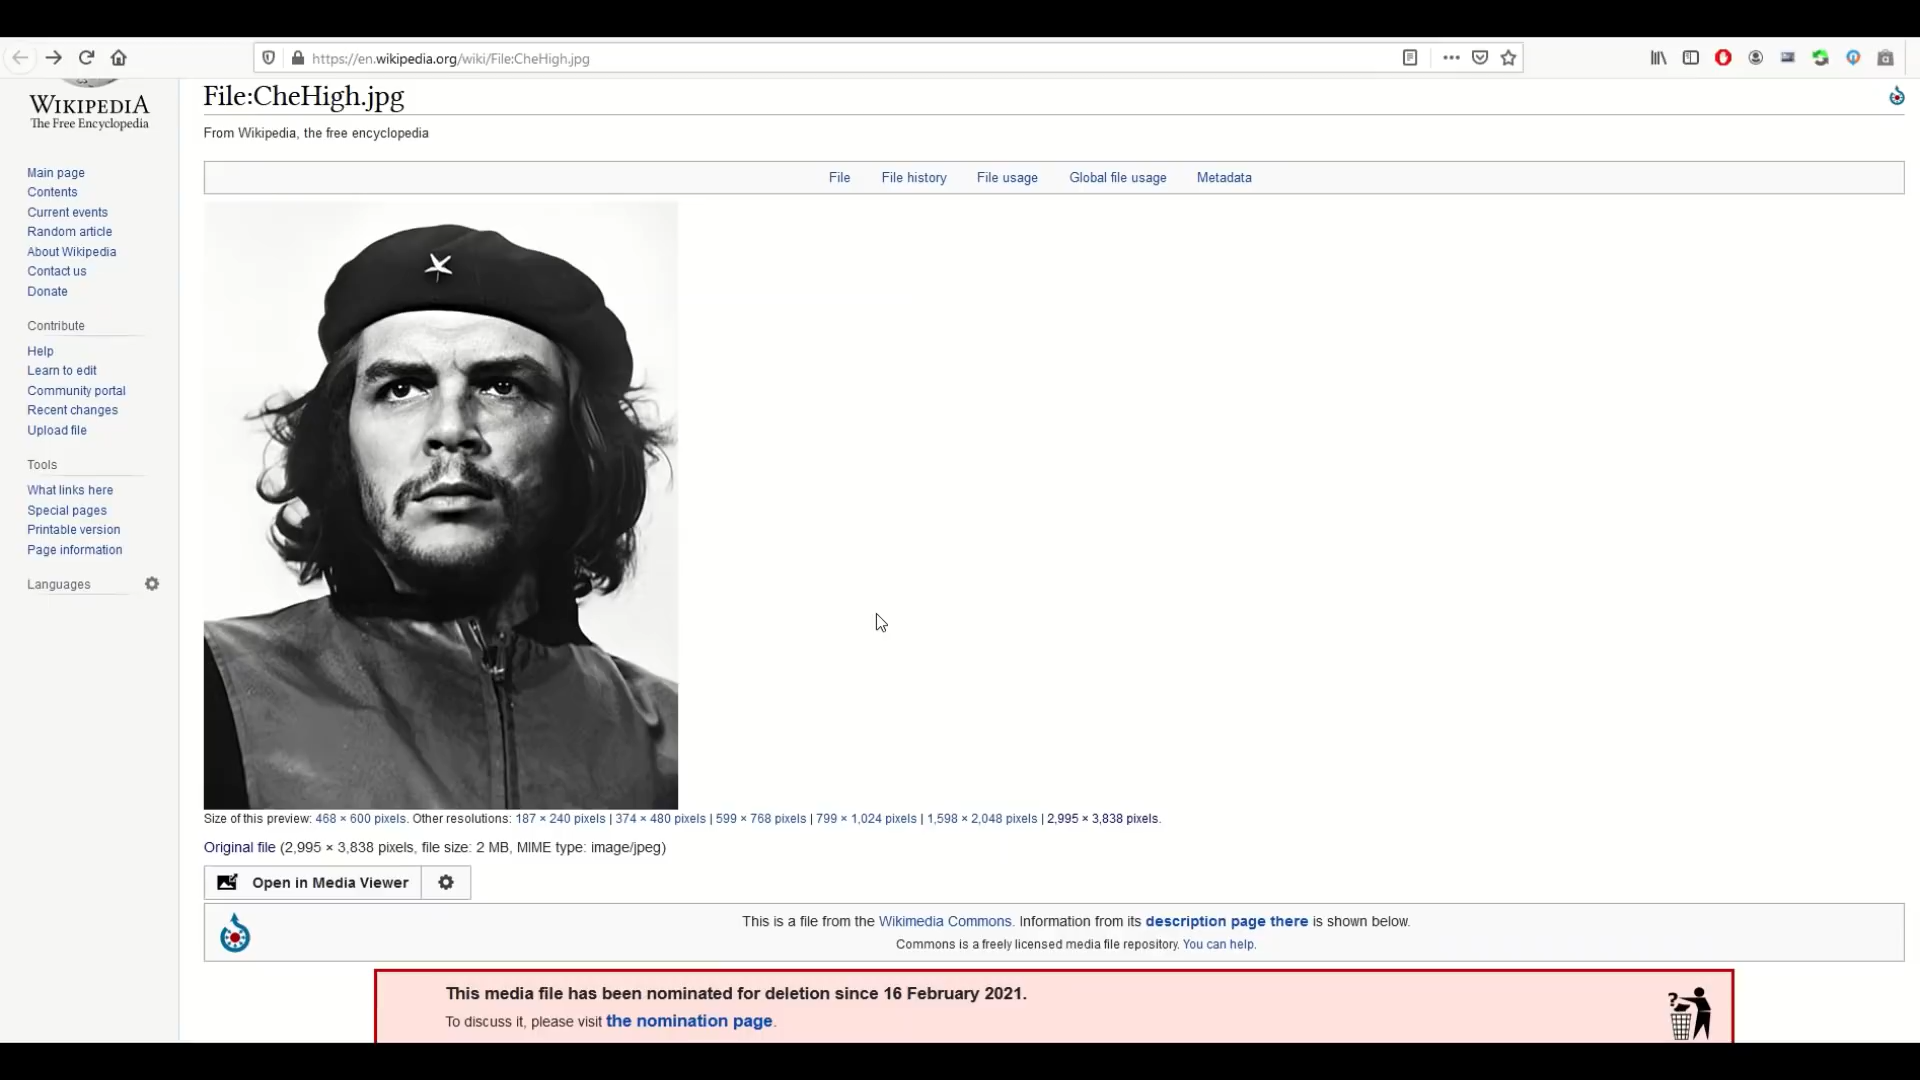 https://en.wikipedia.org/wiki/File:CheHigh.jpg
WIKIPEDIA
The Free Encyclopedia
Main page
Contents
Current events
Random article
About Wikipedia
Contact us
Donate
Contribute
Help
Learn to edit
Community portal
Recent changes
Upload file
Tools
What links here
Special pages
Printable version
Page information
Languages
File:CheHigh.jpg
From Wikipedia, the free encyclopedia
File File history File usage Global file usage Metadata
Size of this preview: 468 × 600 pixels. Other resolutions: 187 × 240 pixels | 374 × 480 pixels | 599 × 768 pixels | 799 × 1,024 pixels | 1,598 × 2,048 pixels | 2,995 × 3,838 pixels.
Original file (2,995 × 3,838 pixels, file size: 2 MB, MIME type: image/jpeg)
Open in Media Viewer
This is a file from the Wikimedia Commons. Information from its description page there is shown below.
Commons is a freely licensed media file repository. You can help.
This media file has been nominated for deletion since 16 February 2021.
To discuss it, please visit the nomination page.